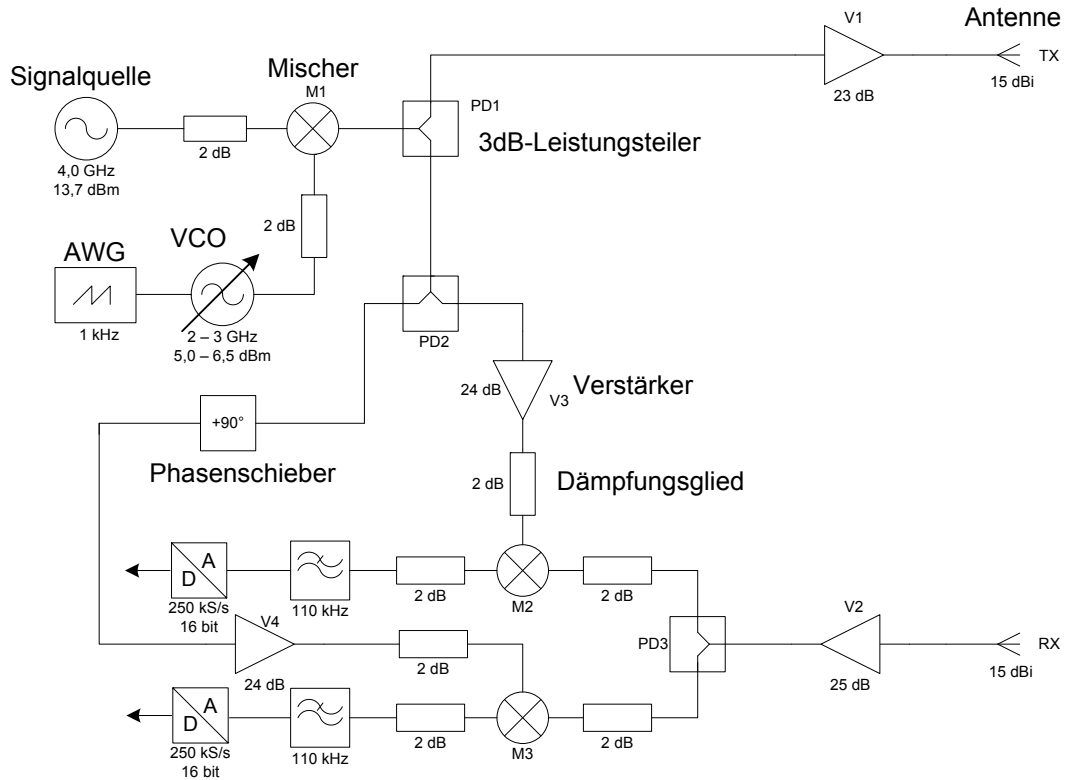 V1
Antenne
TX
23 dB
15 dBi
Signalquelle
Mischer
M1
PD1
3dB-Leistungsteiler
2 dB
4,0 GHz
13,7 dBm
2 dB
AWG
VCO
1 kHz
2 – 3 GHz
5,0 – 6,5 dBm
PD2
24 dB
V3
Verstärker
+90°
Phasenschieber
2 dB
Dämpfungsglied
A
D
250 kS/s
16 bit
110 kHz
2 dB
M2
2 dB
V4
24 dB
2 dB
PD3
V2
25 dB
RX
15 dBi
A
D
250 kS/s
16 bit
110 kHz
2 dB
M3
2 dB